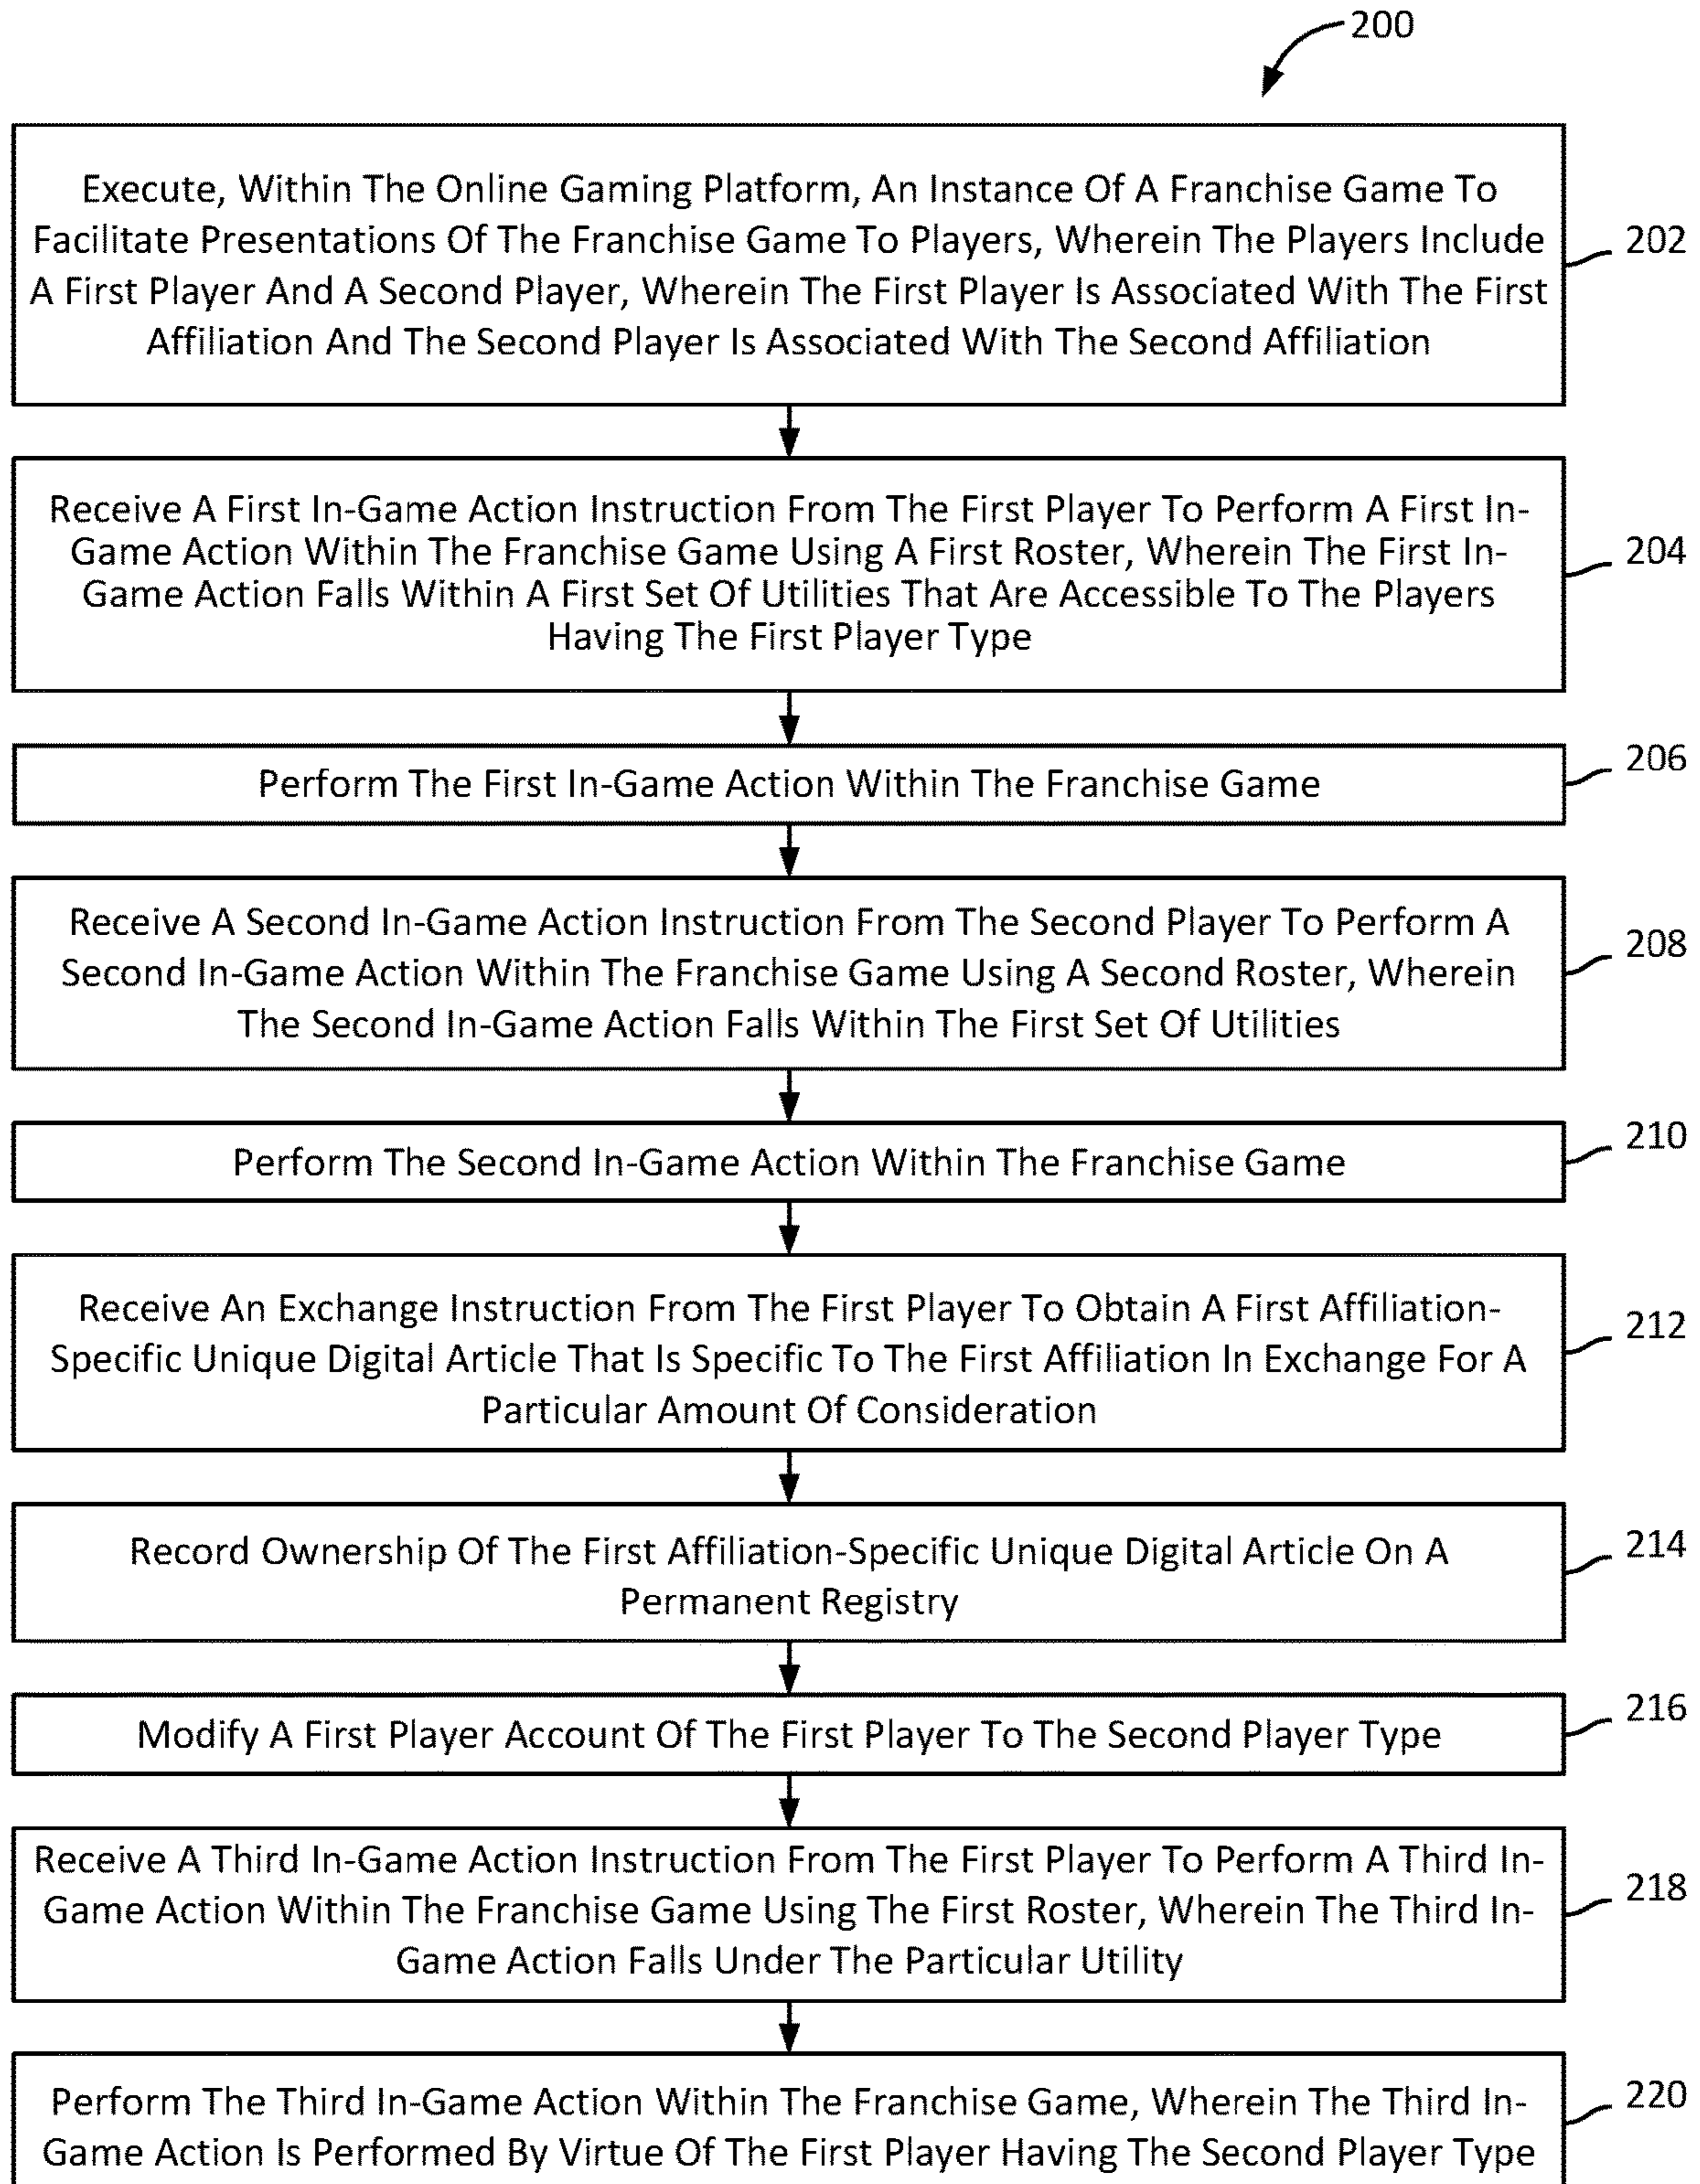 200
Execute, Within The Online Gaming Platform, An Instance Of A Franchise Game To
Facilitate Presentations Of The Franchise Game To Players, Wherein The Players Include
A First Player And A Second Player, Wherein The First Player Is Associated With The First
Affiliation And The Second Player Is Associated With The Second Affiliation
202
Receive A First In-Game Action Instruction From The First Player To Perform A First In-
Game Action Within The Franchise Game Using A First Roster, Wherein The First In-
Game Action Falls Within A First Set Of Utilities That Are Accessible To The Players
Having The First Player Type
204
Perform The First In-Game Action Within The Franchise Game
206
Receive A Second In-Game Action Instruction From The Second Player To Perform A
Second In-Game Action Within The Franchise Game Using A Second Roster, Wherein
The Second In-Game Action Falls Within The First Set Of Utilities
208
Perform The Second In-Game Action Within The Franchise Game
210
Receive An Exchange Instruction From The First Player To Obtain A First Affiliation-
Specific Unique Digital Article That Is Specific To The First Affiliation In Exchange For A
Particular Amount Of Consideration
212
Record Ownership Of The First Affiliation-Specific Unique Digital Article On A
Permanent Registry
214
Modify A First Player Account Of The First Player To The Second Player Type
216
Receive A Third In-Game Action Instruction From The First Player To Perform A Third In-
Game Action Within The Franchise Game Using The First Roster, Wherein The Third In-
Game Action Falls Under The Particular Utility
218
Perform The Third In-Game Action Within The Franchise Game, Wherein The Third In-
Game Action Is Performed By Virtue Of The First Player Having The Second Player Type
220